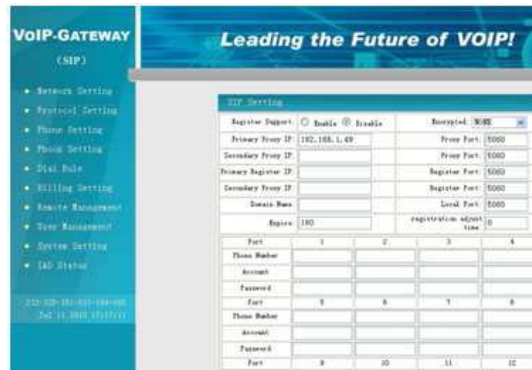 VOIP-GATEWAY
(SIP)
Leading the Future of VOIP!
Network Setting
Protocol Setting
Phone Setting
Phone Setting
Dial Rule
Billing Setting
Remote Management
User Management
System Setting
IAD Status
SIP Setting
Register Support: Enable Disable Encrypted: NONE
Primary Proxy IP: 192.168.1.49 Proxy Port: 5060
Secondary Proxy IP: Proxy Port: 5060
Primary Register IP: Register Port: 5060
Secondary Proxy IP: Register Port: 5060
Domain Name: Local Port: 5060
Expire: 180 registration adjust time 0
Port 1 2 3 4
Phone Number
Account
Password
Port 5 6 7 8
Phone Number
Account
Password
Port 9 10 11 12